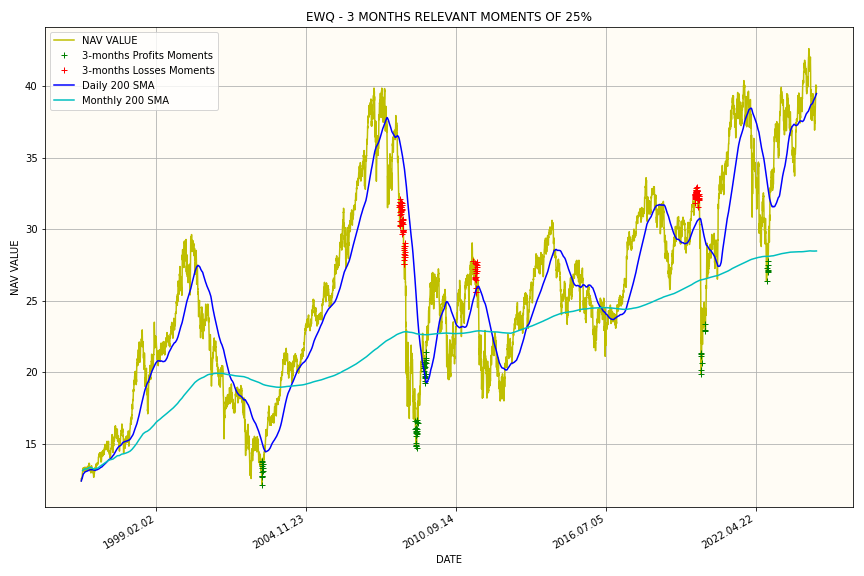 EWQ - 3 MONTHS RELEVANT MOMENTS OF 25%
NAV VALUE
3-months Profits Moments
3-months Losses Moments
Daily 200 SMA
Monthly 200 SMA
40
35
30
25
20
15
NAV VALUE
1999.02.02
2004.11.23
2010.09.14
2016.07.05
2022.04.22
DATE